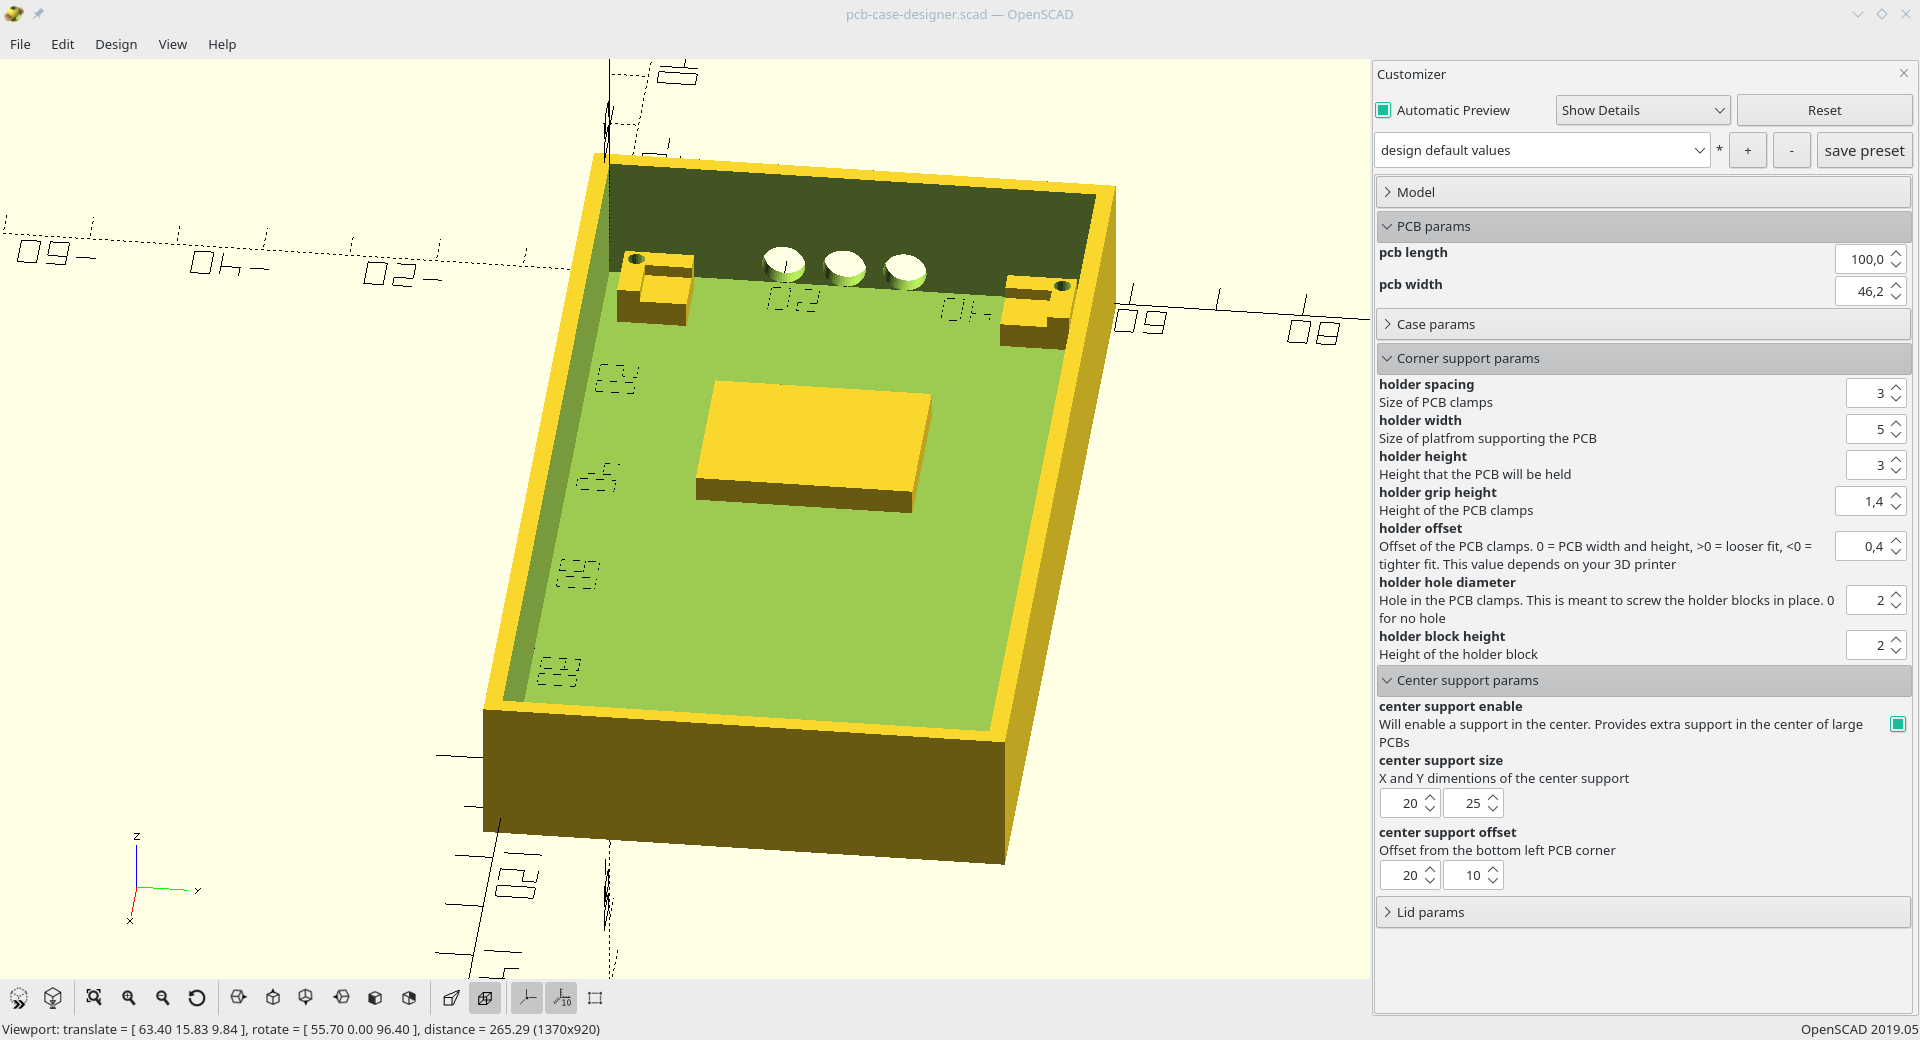 pcb-case-designer.scad — OpenSCAD
File Edit Design View Help
Customizer
Automatic Preview Show Details Reset
design default values * + - save preset
Model
PCB params
pcb length
100,0
pcb width
46,2
Case params
Corner support params
holder spacing
Size of PCB clamps
3
holder width
Size of platfrom supporting the PCB
5
holder height
Height that the PCB will be held
3
holder grip height
Height of the PCB clamps
1,4
holder offset
Offset of the PCB clamps. 0 = PCB width and height, >0 = looser fit, <0 =
tighter fit. This value depends on your 3D printer
0,4
holder hole diameter
Hole in the PCB clamps. This is meant to screw the holder blocks in place. 0
for no hole
2
holder block height
Height of the holder block
2
Center support params
center support enable
Will enable a support in the center. Provides extra support in the center of large
PCBs
center support size
X and Y dimentions of the center support
20 25
center support offset
Offset from the bottom left PCB corner
20 10
Lid params
z
y
x
10
Viewport: translate = [ 63.40 15.83 9.84 ], rotate = [ 55.70 0.00 96.40 ], distance = 265.29 (1370x920)
OpenSCAD 2019.05